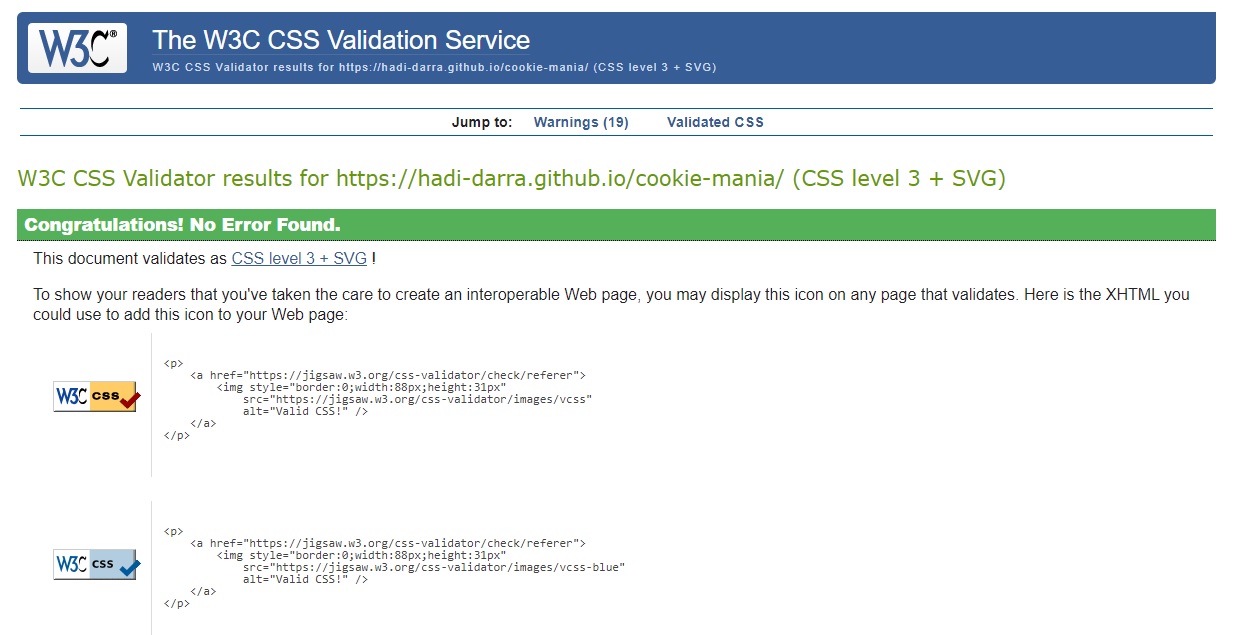 W3C® The W3C CSS Validation Service
W3C CSS Validator results for https://hadi-darra.github.io/cookie-mania/ (CSS level 3 + SVG)
Jump to: Warnings (19) Validated CSS
W3C CSS Validator results for https://hadi-darra.github.io/cookie-mania/ (CSS level 3 + SVG)
Congratulations! No Error Found.
This document validates as CSS level 3 + SVG !
To show your readers that you've taken the care to create an interoperable Web page, you may display this icon on any page that validates. Here is the XHTML you
could use to add this icon to your Web page:
W3C css
<p>
<a href="https://jigsaw.w3.org/css-validator/check/referer">
<img style="border:0;width:88px;height:31px"
src="https://jigsaw.w3.org/css-validator/images/vcss"
alt="Valid CSS!" />
</a>
</p>
W3C css
<p>
<a href="https://jigsaw.w3.org/css-validator/check/referer">
<img style="border:0;width:88px;height:31px"
src="https://jigsaw.w3.org/css-validator/images/vcss-blue"
alt="Valid CSS!" />
</a>
</p>